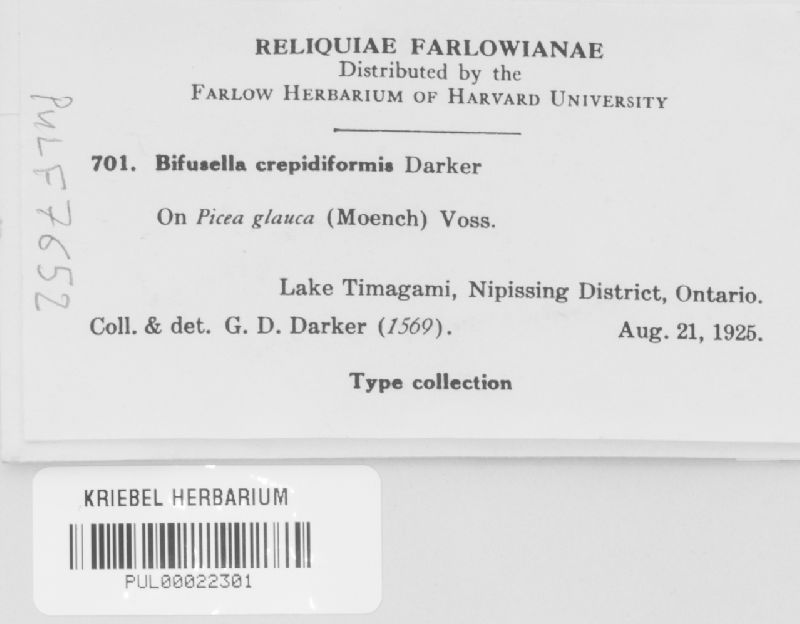 RELIQUIAE FARLOWIANAE
Distributed by the
FARLOW HERBARIUM OF HARVARD UNIVERSITY
701. Bifusella crepidiformis Darker
On Picea glauca (Moench) Voss.
Lake Timagami, Nipissing District, Ontario.
Coll. & det. G. D. Darker (1569). Aug. 21, 1925.
Type collection
PUL F7652
KRIEBEL HERBARIUM
PUL00022301